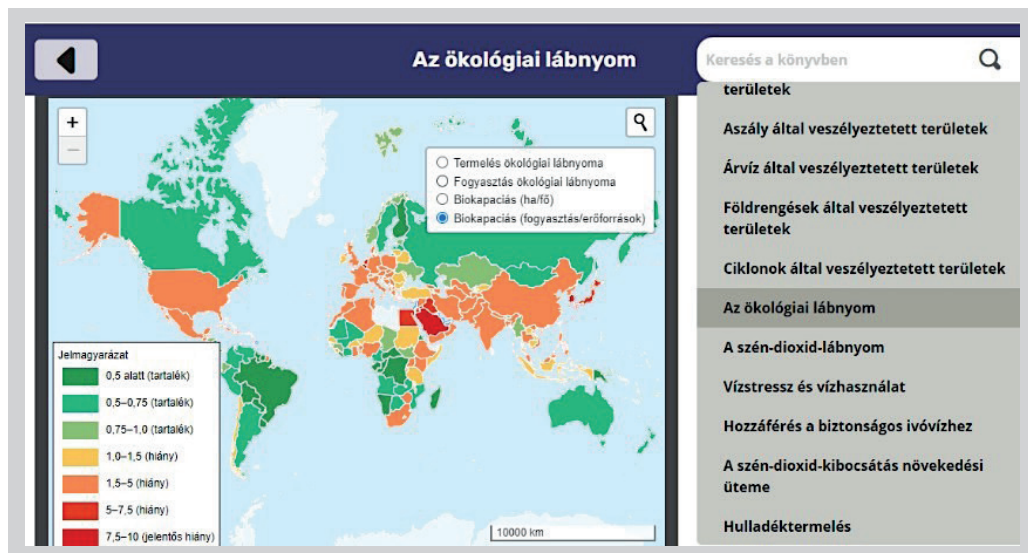 Az ökológiai lábnyom
Keresés a könyvben
területek
Aszály által veszélyeztetett területek
Árvíz által veszélyeztetett területek
Földrengések által veszélyeztetett
területek
Ciklonok által veszélyeztetett területek
Az ökológiai lábnyom
A szén-dioxid-lábnyom
Vízstressz és vízhasználat
Hozzáférés a biztonságos ivóvízhez
A szén-dioxid-kibocsátás növekedési
üteme
Hulladéktermelés
+
−
Termelés ökológiai lábnyoma
Fogyasztás ökológiai lábnyoma
Biokapaciás (ha/fő)
Biokapaciás (fogyasztás/erőforrások)
Jelmagyarázat
0,5 alatt (tartalék)
0,5–0,75 (tartalék)
0,75–1,0 (tartalék)
1,0–1,5 (hiány)
1,5–5 (hiány)
5–7,5 (hiány)
7,5–10 (jelentős hiány)
10000 km